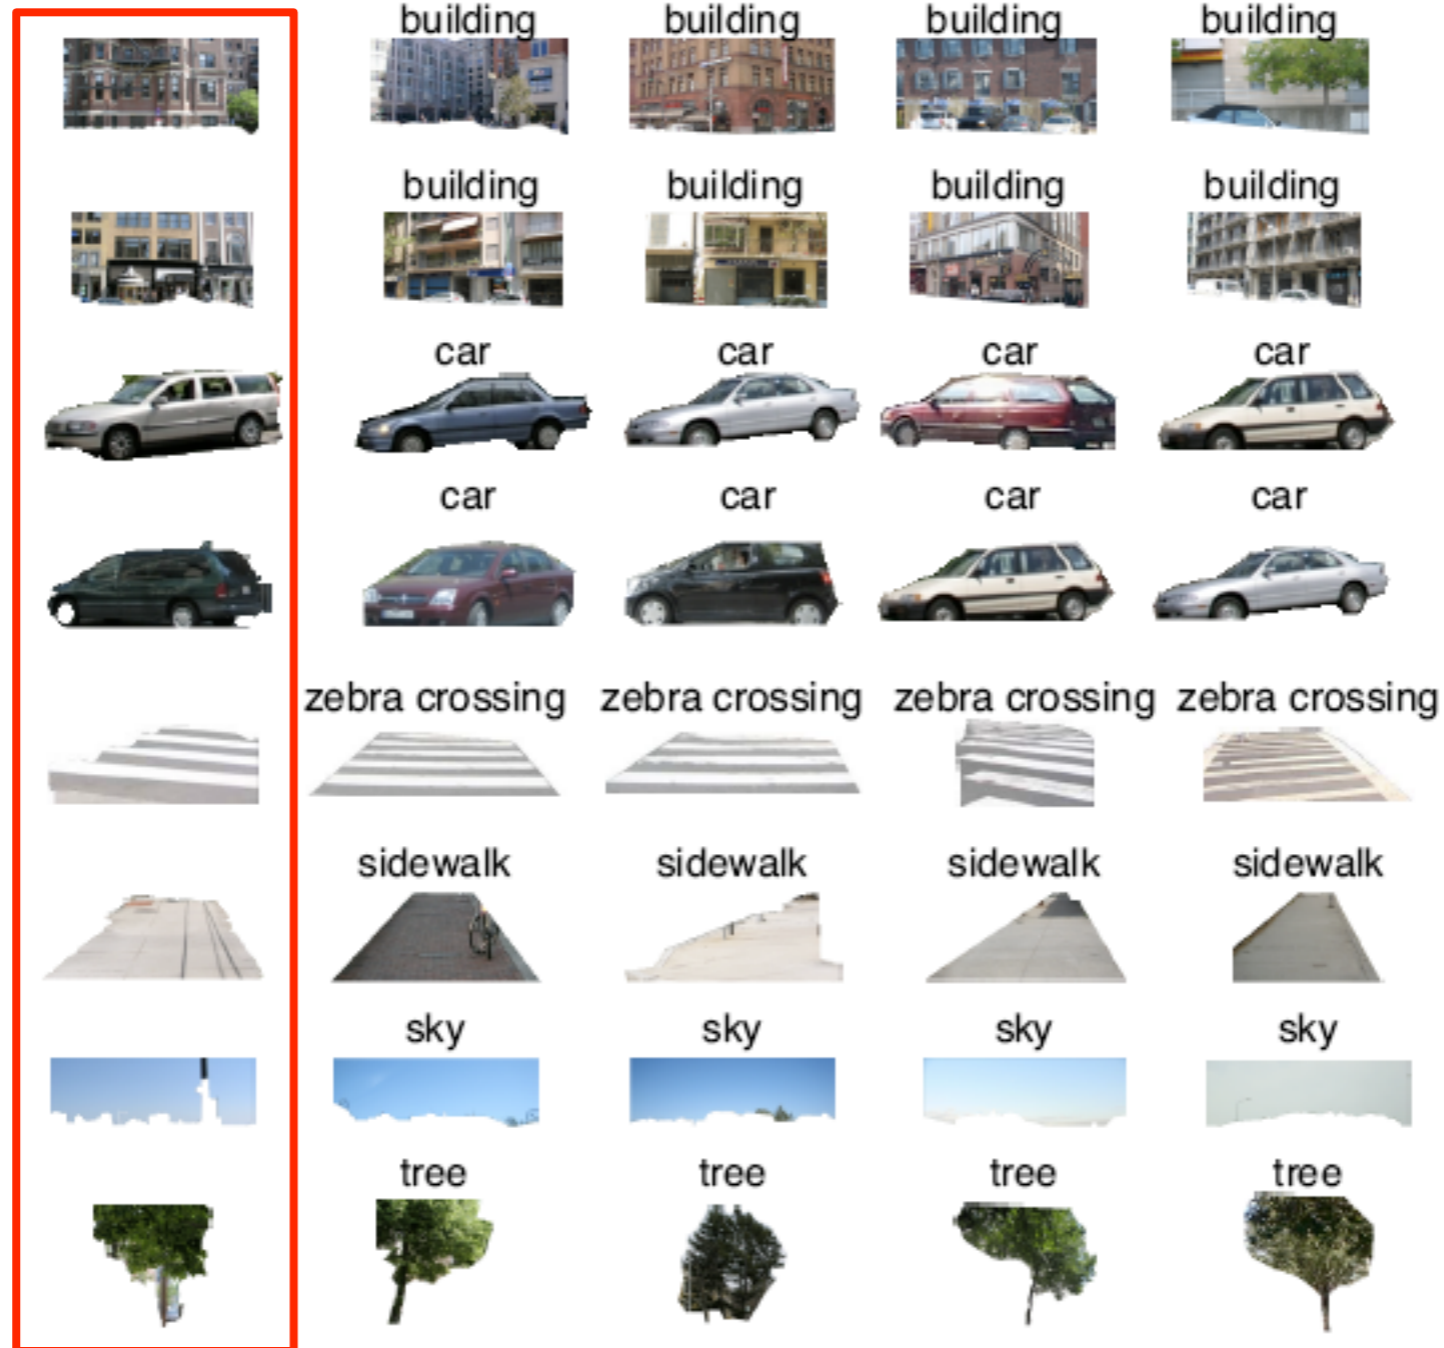 building building building building
building building building building
car car car car
car car car car
zebra crossing zebra crossing zebra crossing zebra crossing
sidewalk sidewalk sidewalk sidewalk
sky sky sky sky
tree tree tree tree